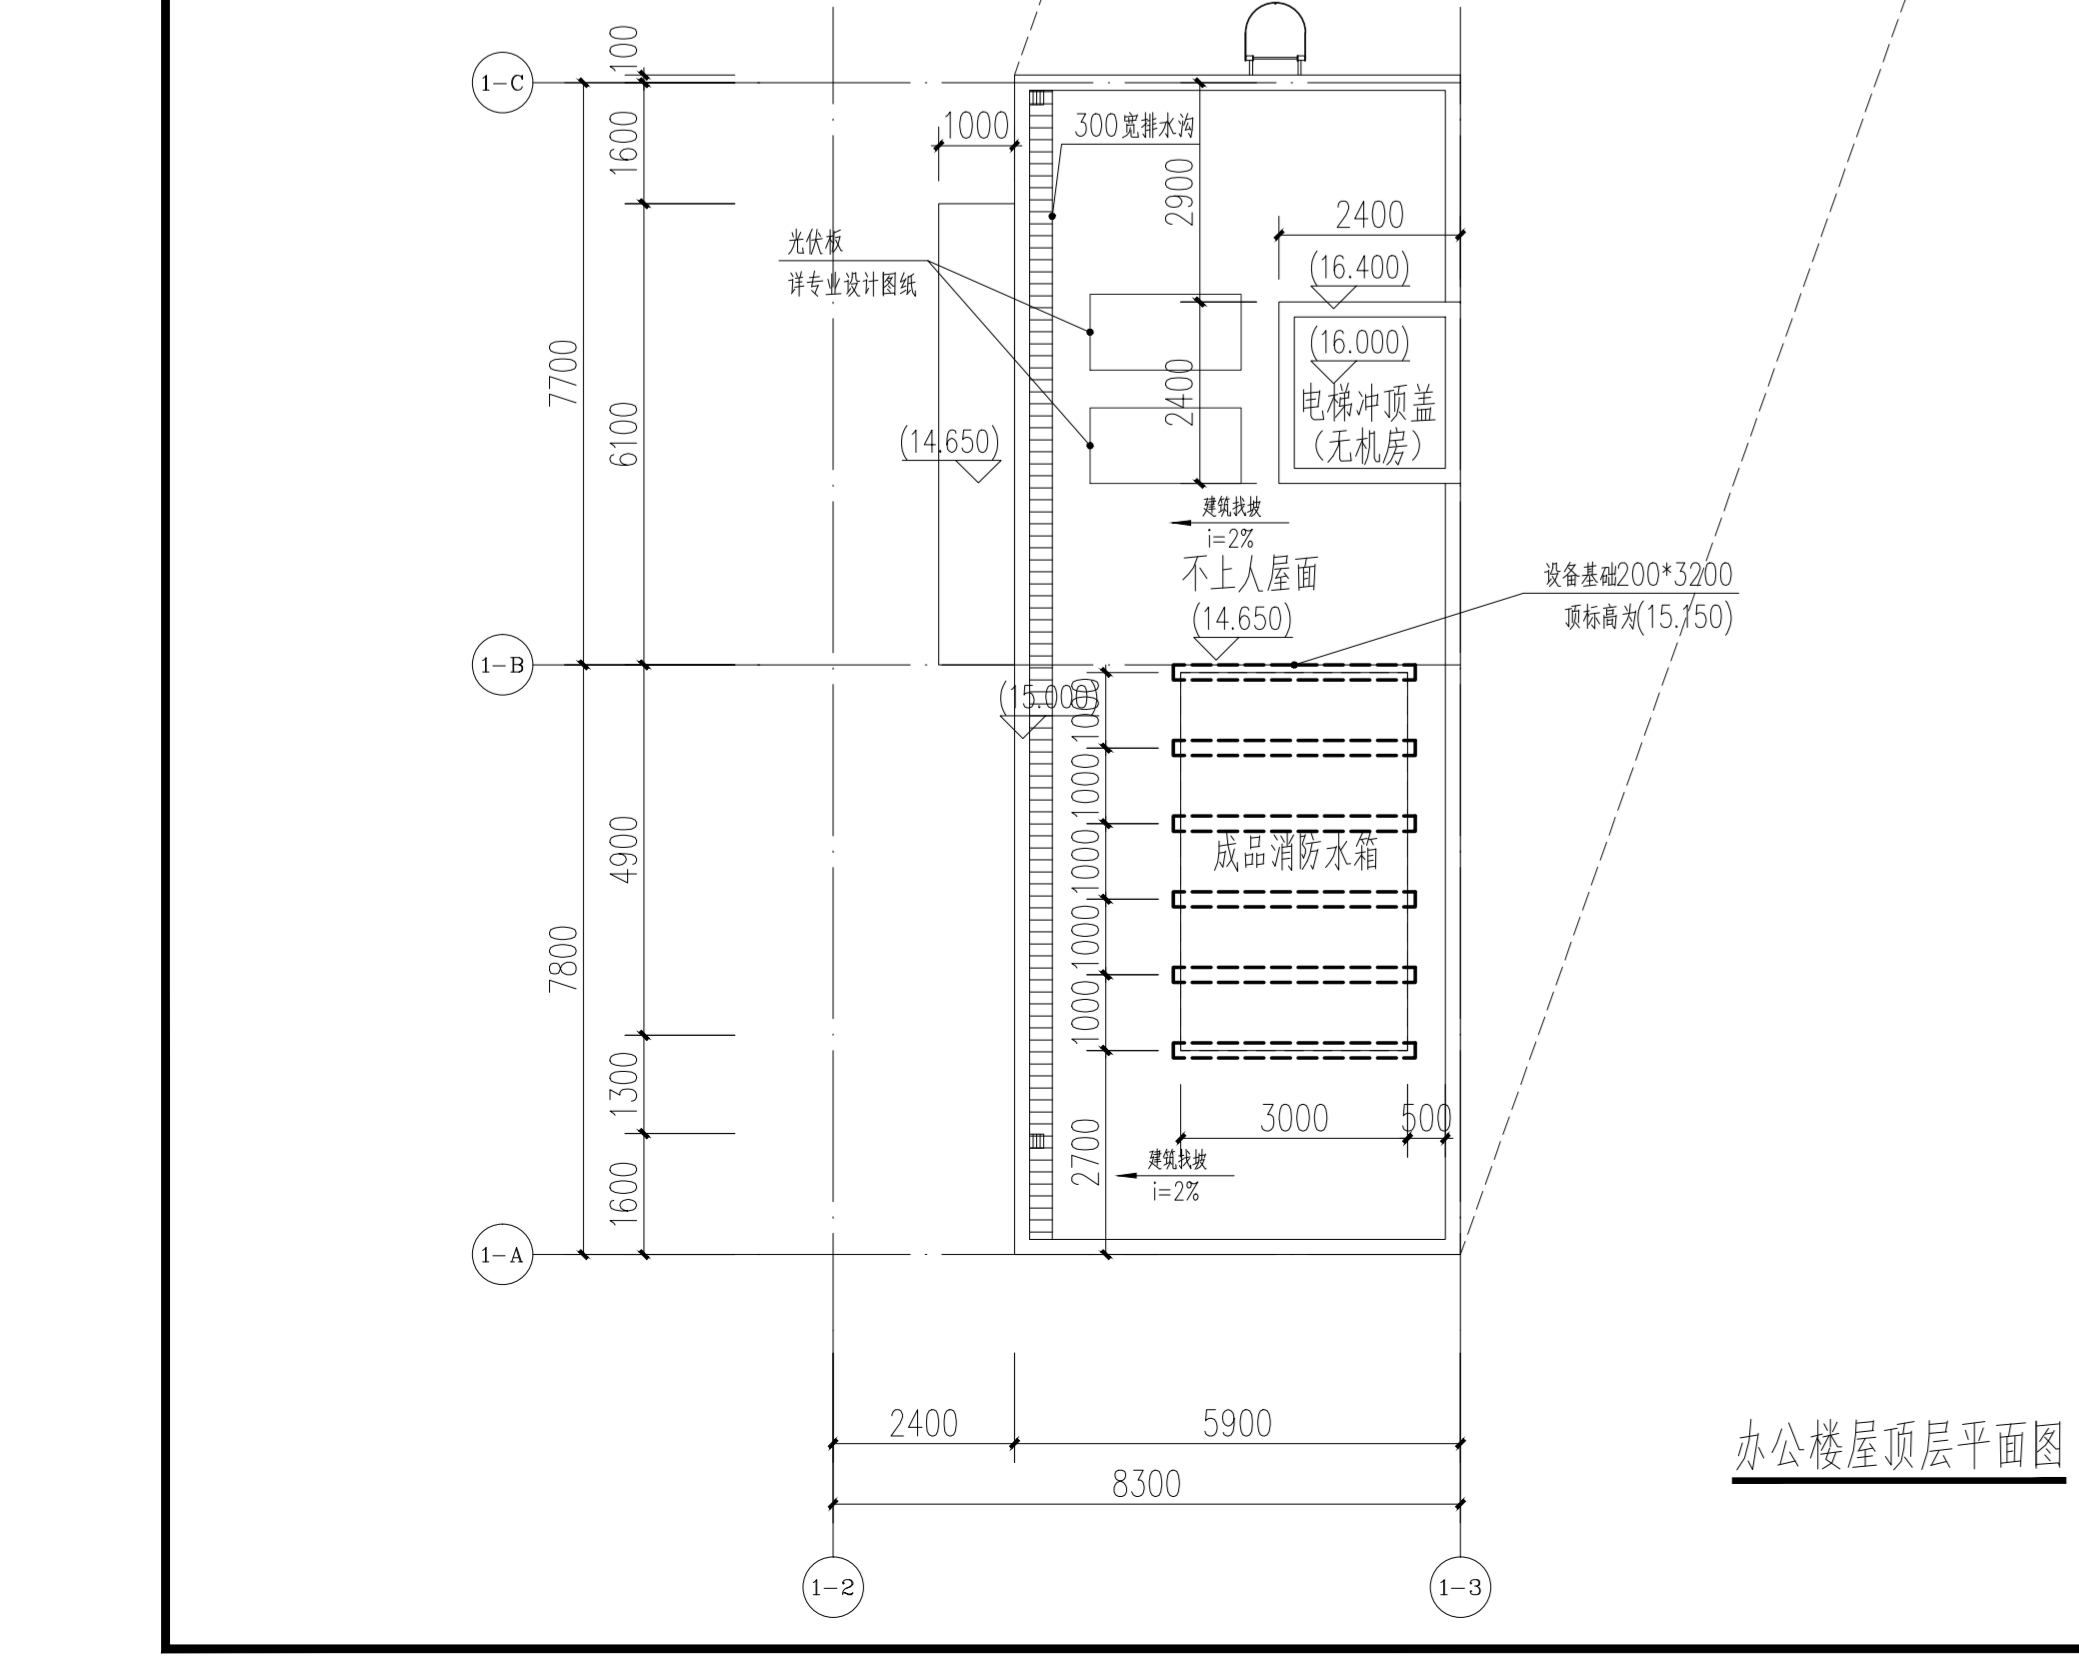 100
1-C
1600
1000
300宽排水沟
2900
2400
光伏板
详专业设计图纸
(16.400)
(16.000)
7700
6100
2400
电梯冲顶盖
(无机房)
(14.650)
建筑找坡
i=2%
不上人屋面
设备基础200*3200
顶标高为(15.150)
(14.650)
1-B
(15.000)
1000
1000
1000
1000
1000
4900
成品消防水箱
7800
1300
3000
500
2700
建筑找坡
i=2%
1600
1-A
2400
5900
8300
办公楼屋顶层平面图
1-2
1-3